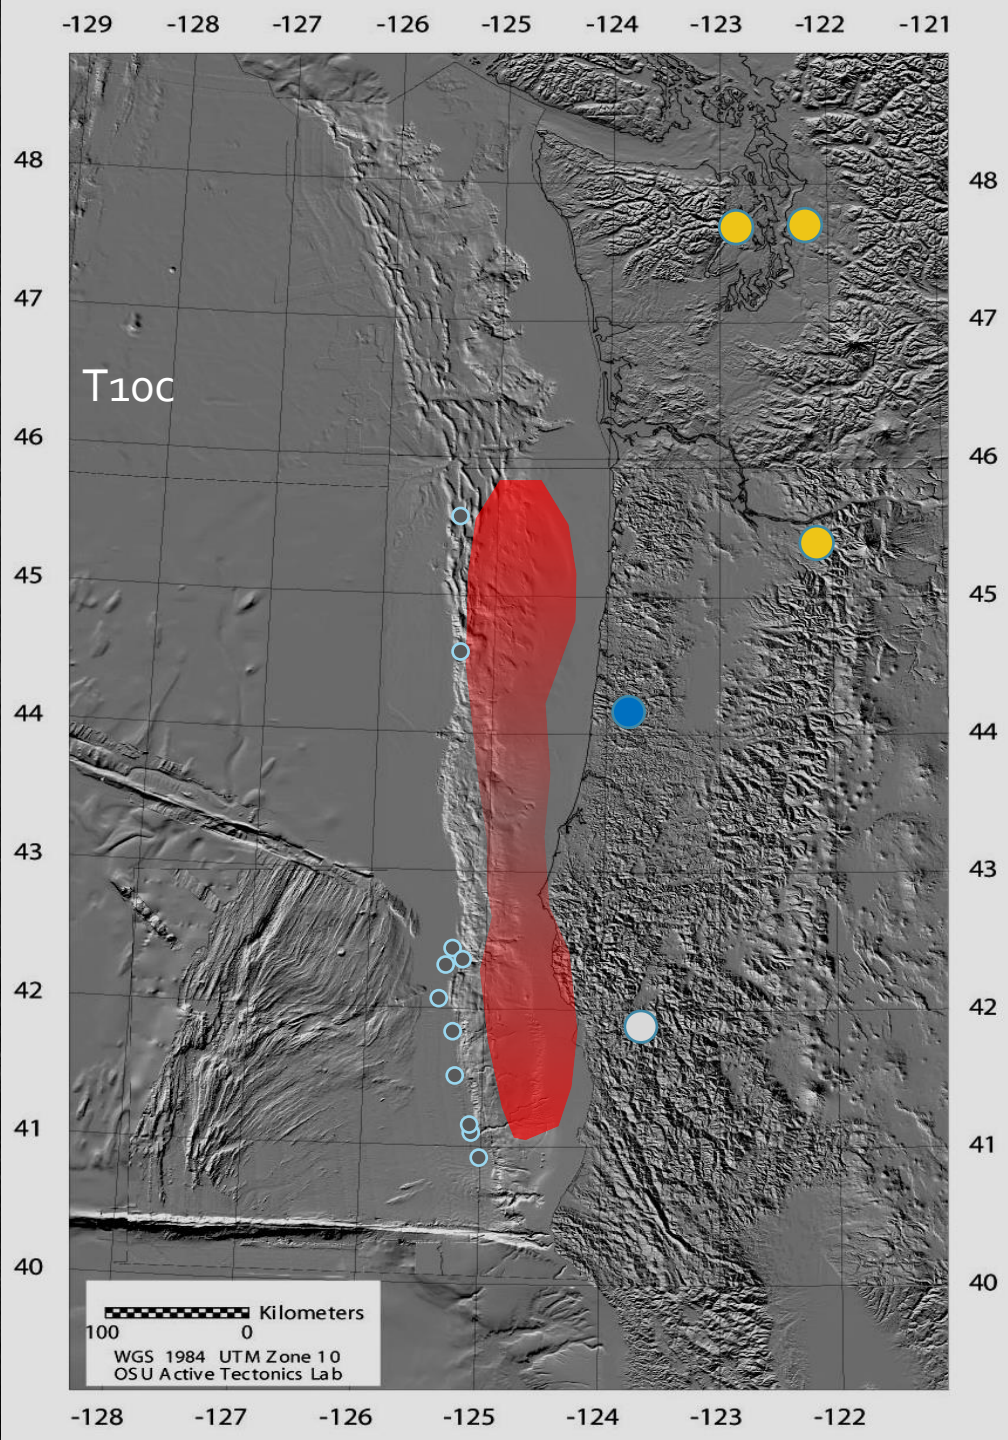 -129 -128 -127 -126 -125 -124 -123 -122 -121
48 48
47 47
T10c
46 46
45 45
44 44
43 43
42 42
41 41
40 40
Kilometers
100 0
WGS 1984 UTM Zone 10
OSU Active Tectonics Lab
-128 -127 -126 -125 -124 -123 -122